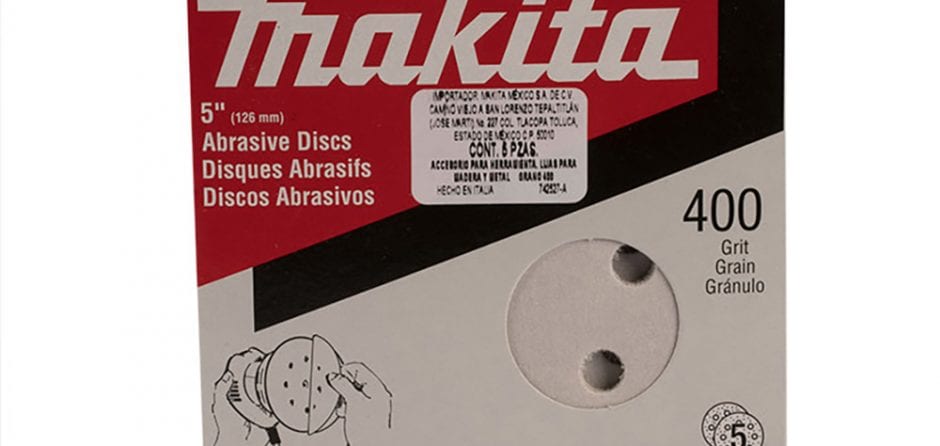 makita
5" (126 mm)
Abrasive Discs
Disques Abrasifs
Discos Abrasivos
IMPORTADOR: MAKITA MÉXICO S.A. DE C.V.
CAMINO VIEJO A SAN LORENZO TEPALTITLÁN
(JOSE MARTI) No. 227 COL. TLACOPA TOLUCA,
ESTADO DE MÉXICO C.P. 50010
CONT. 5 PZAS.
ACCESORIO PARA HERRAMIENTA, LIJAS PARA
MADERA Y METAL GRANO 400
HECHO EN ITALIA 742527-A
400
Grit
Grain
Gránulo
5